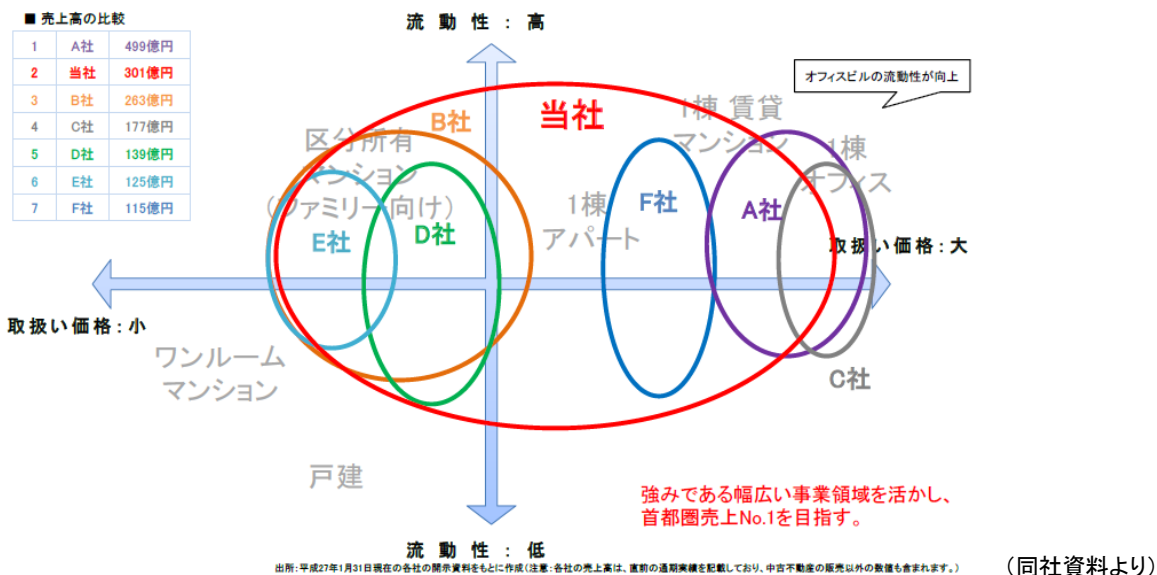 ■ 売上高の比較
1 A社 499億円
2 当社 301億円
3 B社 263億円
4 C社 177億円
5 D社 139億円
6 E社 125億円
7 F社 115億円
流動性：高
オフィスビルの流動性が向上
当社
B社
1棟 賃貸
マンション
区分所有
マンション
(ファミリー向け)
1棟
オフィス
1棟
アパート
F社
A社
E社
D社
取扱い価格：大
取扱い価格：小
ワンルーム
マンション
C社
戸建
強みである幅広い事業領域を活かし、
首都圏売上No.1を目指す。
流動性：低
出所：平成27年1月31日現在の各社の開示資料をもとに作成(注意：各社の売上高は、直前の通期実績を記載しており、中古不動産の販売以外の数値も含まれます。)
（同社資料より）